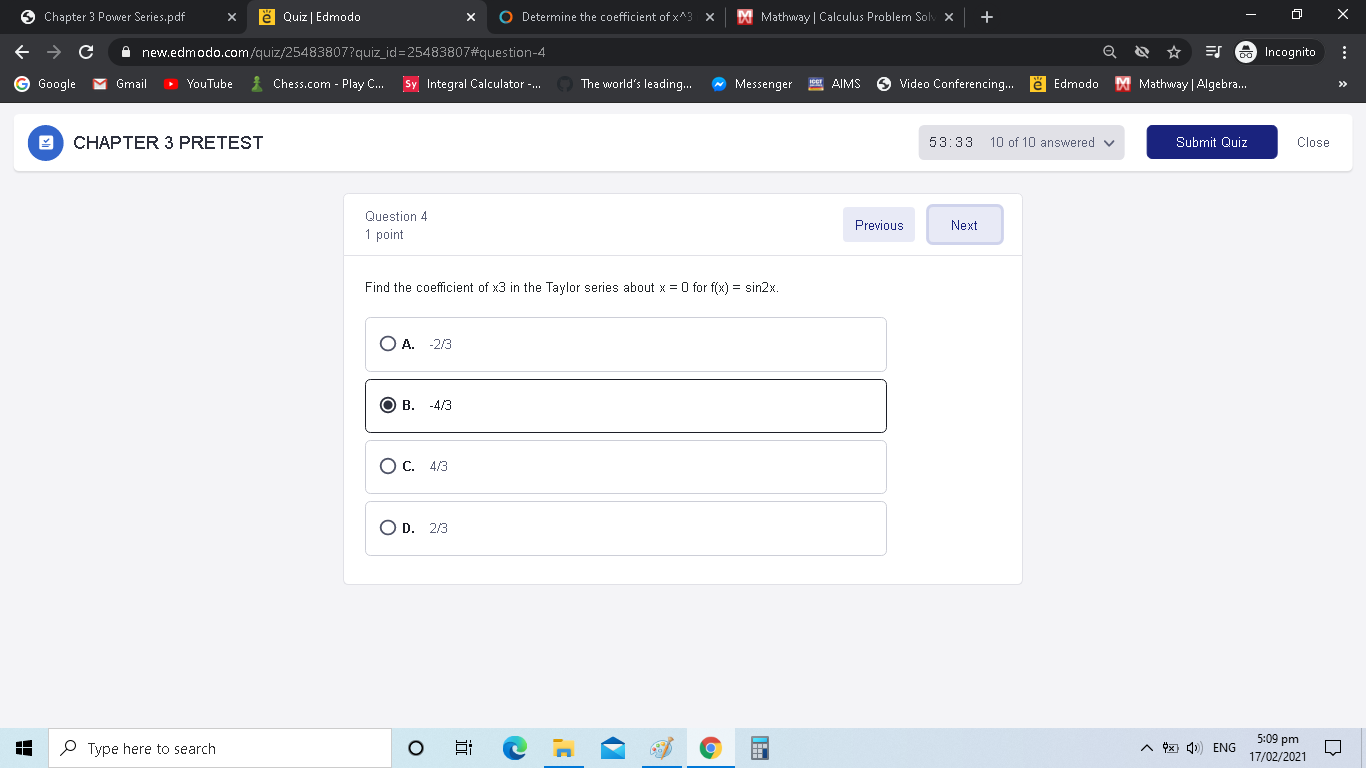 Chapter 3 Power Series.pdf
Quiz | Edmodo
Determine the coefficient of x^3
Mathway | Calculus Problem Solv
new.edmodo.com/quiz/25483807?quiz_id=25483807#question-4
Incognito
Google
Gmail
YouTube
Chess.com - Play C...
Sy
Integral Calculator -...
The world's leading...
Messenger
AIMS
Video Conferencing...
Edmodo
Mathway | Algebra...
»
CHAPTER 3 PRETEST
53:33
10 of 10 answered
Submit Quiz
Close
Question 4
1 point
Previous
Next
Find the coefficient of x3 in the Taylor series about x = 0 for f(x) = sin2x.
A. -2/3
B. -4/3
C. 4/3
D. 2/3
Type here to search
ENG
5:09 pm
17/02/2021